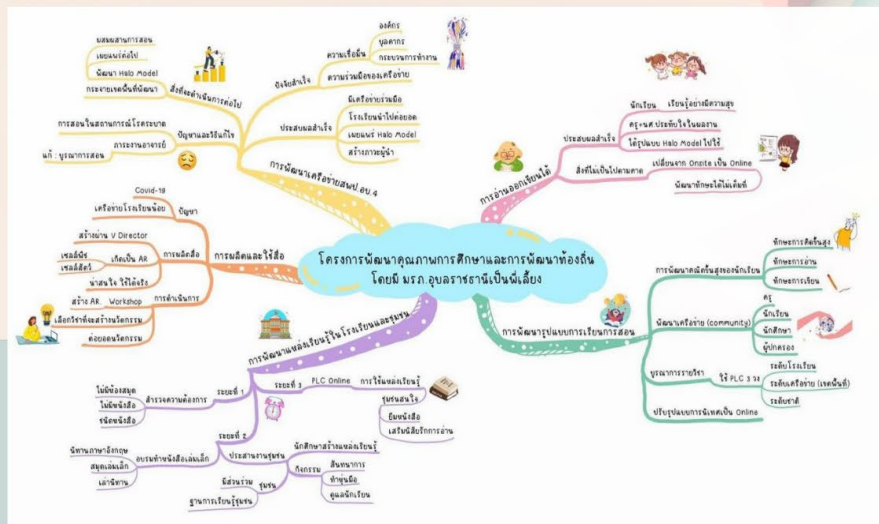 โครงการพัฒนาคุณภาพการศึกษาและการพัฒนาท้องถิ่น
โดยมี มรภ.อุบลราชธานีเป็นพี่เลี้ยง
การพัฒนาเครือข่ายสพป.อบ.4
สิ่งที่จะดำเนินการต่อไป
ผสมผสานการสอน
เผยแพร่ต่อไป
พัฒนา Halo Model
กระจายเขตพื้นที่พัฒนา
ปัญหาและวิธีแก้ไข
การสอนในสถานการณ์โรคระบาด
ภาระงานอาจารย์
แก้ : บูรณาการสอน
ปัจจัยสำเร็จ
ความเชื่อมั่น
องค์กร
บุคลากร
กระบวนการทำงาน
ความร่วมมือของเครือข่าย
ประสบผลสำเร็จ
มีเครือข่ายร่วมมือ
โรงเรียนนำไปต่อยอด
เผยแพร่ Halo Model
สร้างภาวะผู้นำ
การอ่านออกเขียนได้
ประสบผลสำเร็จ
นักเรียน เรียนรู้อย่างมีความสุข
ครู+นศ.ประทับใจในผลงาน
ได้รูปแบบ Halo Model ไปใช้
สิ่งที่ไม่เป็นไปตามคาด
เปลี่ยนจาก Onsite เป็น Online
พัฒนาทักษะได้ไม่เต็มที่
การผลิตและใช้สื่อ
ปัญหา
Covid-19
เครือข่ายโรงเรียนน้อย
การผลิตสื่อ
สร้างผ่าน V Director
เกิดเป็น AR
เซลล์พืช
เซลล์สัตว์
น่าสนใจ ใช้ได้จริง
การดำเนินการ
สร้าง AR Workshop
เลือกวิชาที่จะสร้างนวัตกรรม
ต่อยอดนวัตกรรม
การพัฒนารูปแบบการเรียนการสอน
การพัฒนาคณิตขั้นสูงของนักเรียน
ทักษะการคิดขั้นสูง
ทักษะการอ่าน
ทักษะการเขียน
พัฒนาเครือข่าย (community)
ครู
นักเรียน
นักศึกษา
ผู้ปกครอง
บูรณาการรายวิชา
ใช้ PLC 3 วง
ระดับโรงเรียน
ระดับเครือข่าย (เขตพื้นที่)
ระดับชาติ
ปรับรูปแบบการนิเทศเป็น Online
การพัฒนาแหล่งเรียนรู้ในโรงเรียนและชุมชน
ระยะที่ 1
สำรวจความต้องการ
ไม่มีห้องสมุด
ไม่มีหนังสือ
ชนิดหนังสือ
ระยะที่ 3
PLC Online
การใช้แหล่งเรียนรู้
ชุมชนสนใจ
ยืมหนังสือ
เสริมนิสัยรักการอ่าน
ระยะที่ 2
อบรมทำหนังสือเล่มเล็ก
นิทานภาษาอังกฤษ
สมุดเล่มเล็ก
เล่านิทาน
ประสานงานชุมชน
นักศึกษาสร้างแหล่งเรียนรู้
กิจกรรม
สันทนาการ
ทำหุ่นมือ
ดูแลนักเรียน
ชุมชน
มีส่วนร่วม
ฐานการเรียนรู้ชุมชน